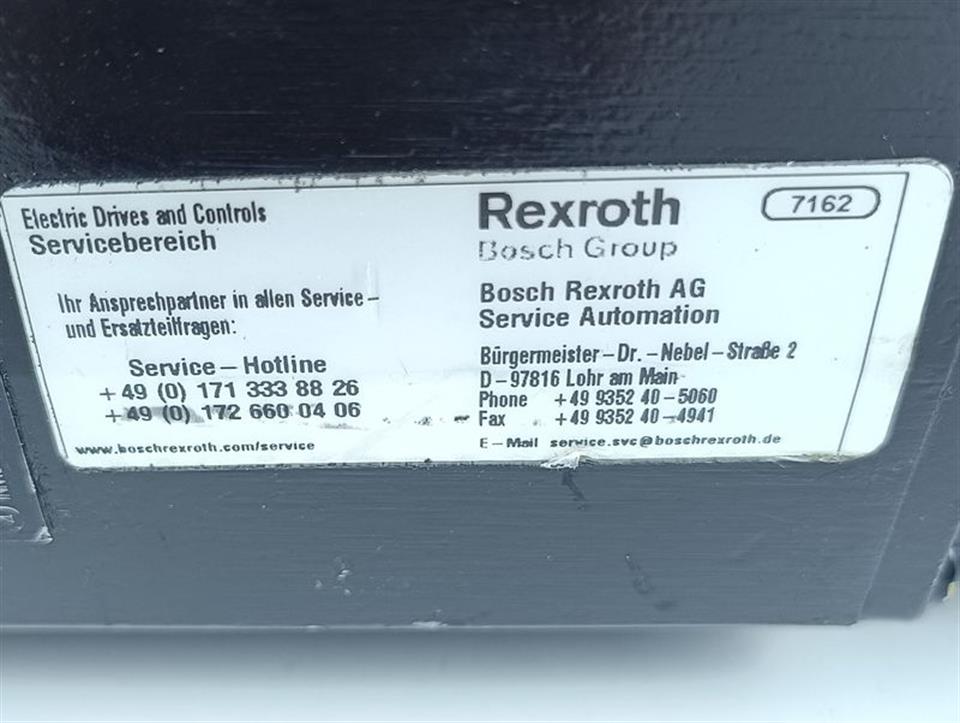 Electric Drives and Controls
Servicebereich
Ihr Ansprechpartner in allen Service-
und Ersatzteilfragen:
Service - Hotline
+49 (0) 171 333 88 26
+49 (0) 172 660 04 06
www.boschrexroth.com/service
Rexroth
Bosch Group
7162
Bosch Rexroth AG
Service Automation
Bürgermeister-Dr.-Nebel-Straße 2
D-97816 Lohr am Main
Phone +49 9352 40-5060
Fax +49 9352 40-4941
E-Mail service.svc@boschrexroth.de